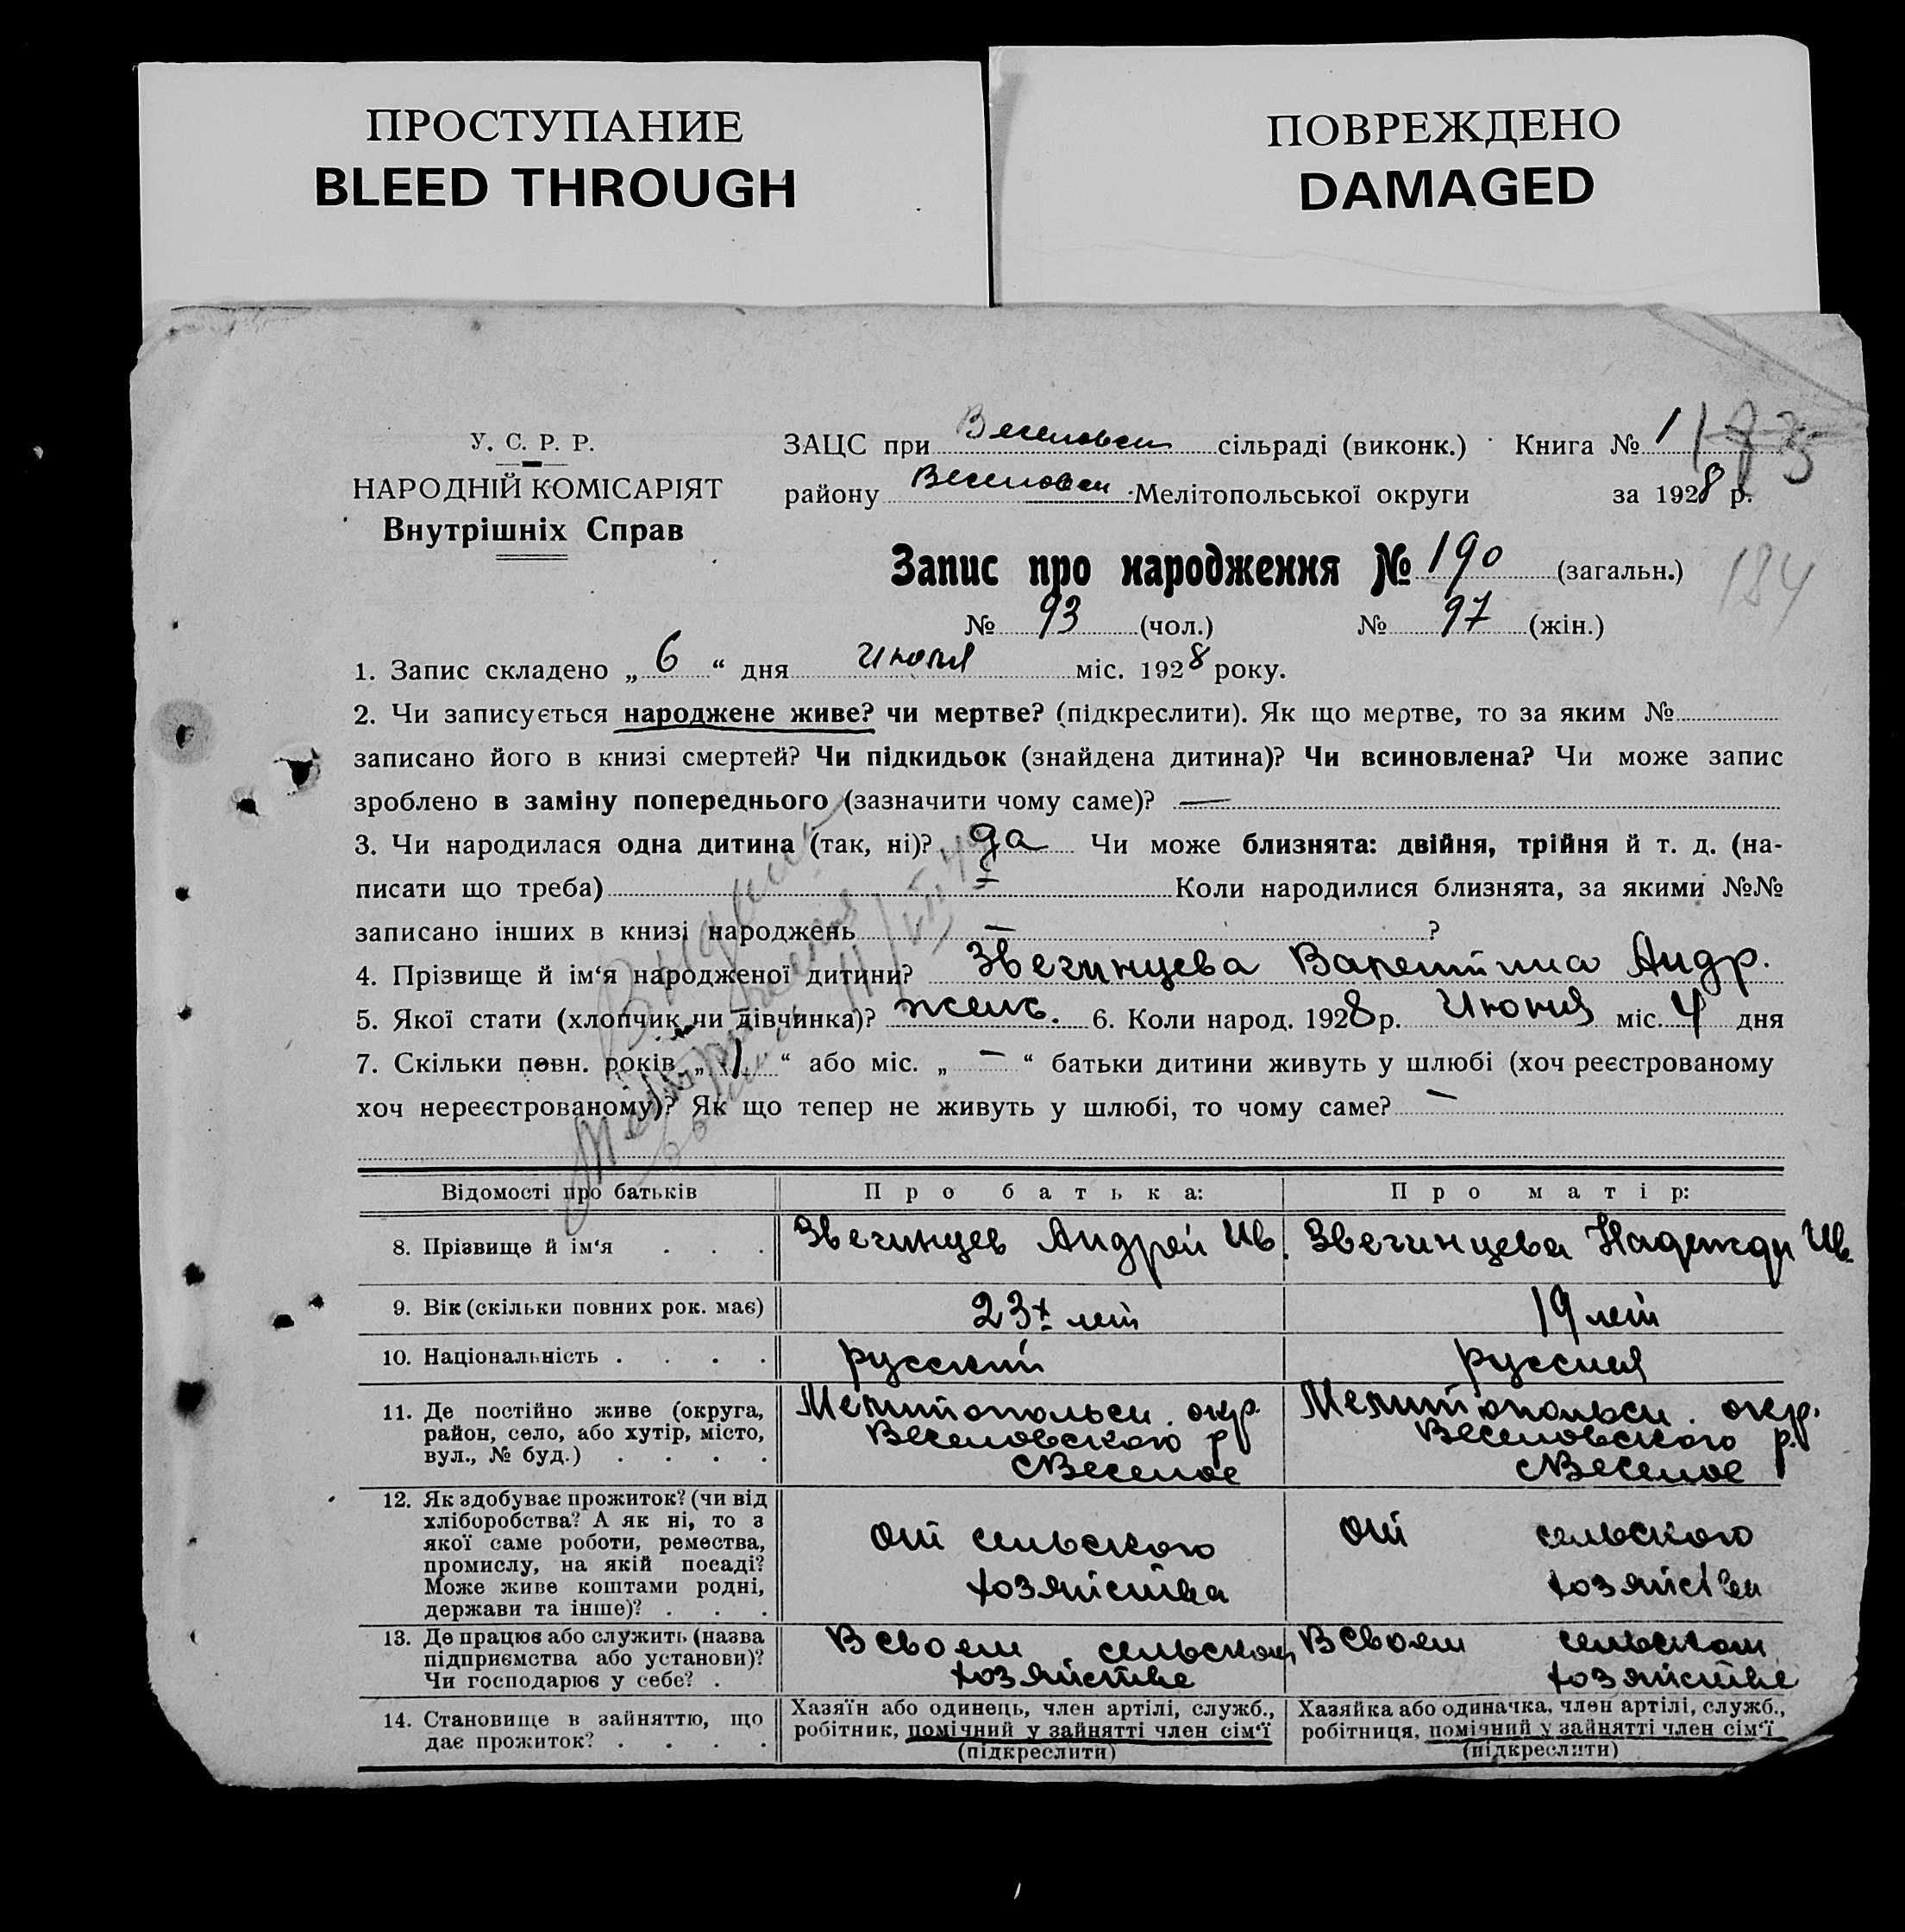 ПРОСТУПАНИЕ
BLEED THROUGH
ПОВРЕЖДЕНО
DAMAGED
У. С. Р. Р.
НАРОДНІЙ КОМІСАРІЯТ
Внутрішніх Справ
ЗАЦС при Веселовск сільраді (виконк.) Книга № 1 183
району Веселовск Мелітопольської округи за 1928 р.
Запис про народження № 190 (загальн.) 184
№ 93 (чол.) № 97 (жін.)
1. Запис складено „ 6 “ дня Июня міс. 1928 року.
2. Чи записується народжене живе? чи мертве? (підкреслити). Як що мертве, то за яким №
записано його в книзі смертей? Чи підкидьок (знайдена дитина)? Чи всиновлена? Чи може запис
зроблено в заміну попереднього (зазначити чому саме)? —
3. Чи народилася одна дитина (так, ні)? да Чи може близнята: двійня, трійня й т. д. (на-
писати що треба) Коли народилися близнята, за якими №№
записано інших в книзі народжень — ?
4. Прізвище й ім‘я народженої дитини? Звегинцева Валентина Андр.
5. Якої стати (хлопчик чи дівчинка)? женс. 6. Коли народ. 1928 р. Июня міс. 4 дня
7. Скільки повн. років „ 1 “ або міс. „ — “ батьки дитини живуть у шлюбі (хоч реєстрованому
хоч нереєстрованому)? Як що тепер не живуть у шлюбі, то чому саме? —
Відомості про батьків Про батька: Про матір:
8. Прізвище й ім‘я . . . Звегинцев Андрей Ив. Звегинцева Надежда Ив.
9. Вік (скільки повних рок. має) 23х лет 19 лет
10. Національність . . . . русский русская
11. Де постійно живе (округа,
район, село, або хутір, місто,
вул., № буд.) . . . .
Мелитопольск. окр.
Веселовского р
с Веселое
Мелитопольск. окр.
Веселовского р.
с Веселое
12. Як здобуває прожиток? (чи від
хліборобства? А як ні, то з
якої саме роботи, ремества,
промислу, на якій посаді?
Може живе коштами родні,
держави та інше)? . . .
от сельского
хозяйства
от сельского
хозяйства
13. Де працює або служить (назва
підприємства або установи)?
Чи господарює у себе? .
В своем сельском
хозяйстве
В своем сельском
хозяйстве
14. Становище в зайняттю, що
дає прожиток? . . . .
Хазяїн або одинець, член артілі, служб.,
робітник, помічний у зайнятті член сім‘ї
(підкреслити)
Хазяйка або одиначка, член артілі, служб.,
робітниця, помічний у зайнятті член сім‘ї
(підкреслити)